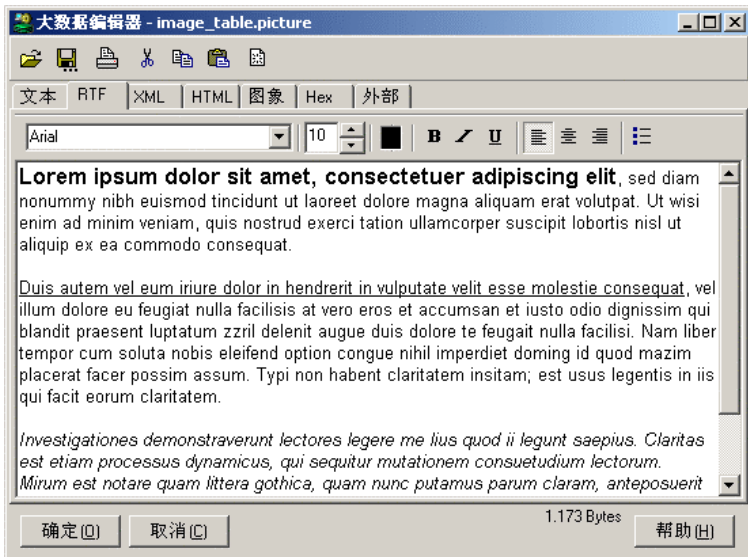 大数据编辑器 - image_table.picture
文本 RTF XML HTML 图象 Hex 外部
Arial 10 B I U
Lorem ipsum dolor sit amet, consectetuer adipiscing elit, sed diam
nonummy nibh euismod tincidunt ut laoreet dolore magna aliquam erat volutpat. Ut wisi
enim ad minim veniam, quis nostrud exerci tation ullamcorper suscipit lobortis nisl ut
aliquip ex ea commodo consequat.
Duis autem vel eum iriure dolor in hendrerit in vulputate velit esse molestie consequat, vel
illum dolore eu feugiat nulla facilisis at vero eros et accumsan et iusto odio dignissim qui
blandit praesent luptatum zzril delenit augue duis dolore te feugait nulla facilisi. Nam liber
tempor cum soluta nobis eleifend option congue nihil imperdiet doming id quod mazim
placerat facer possim assum. Typi non habent claritatem insitam; est usus legentis in iis
qui facit eorum claritatem.
Investigationes demonstraverunt lectores legere me lius quod ii legunt saepius. Claritas
est etiam processus dynamicus, qui sequitur mutationem consuetudium lectorum.
Mirum est notare quam littera gothica, quam nunc putamus parum claram, anteposuerit
确定(O) 取消(C) 1.173 Bytes 帮助(H)